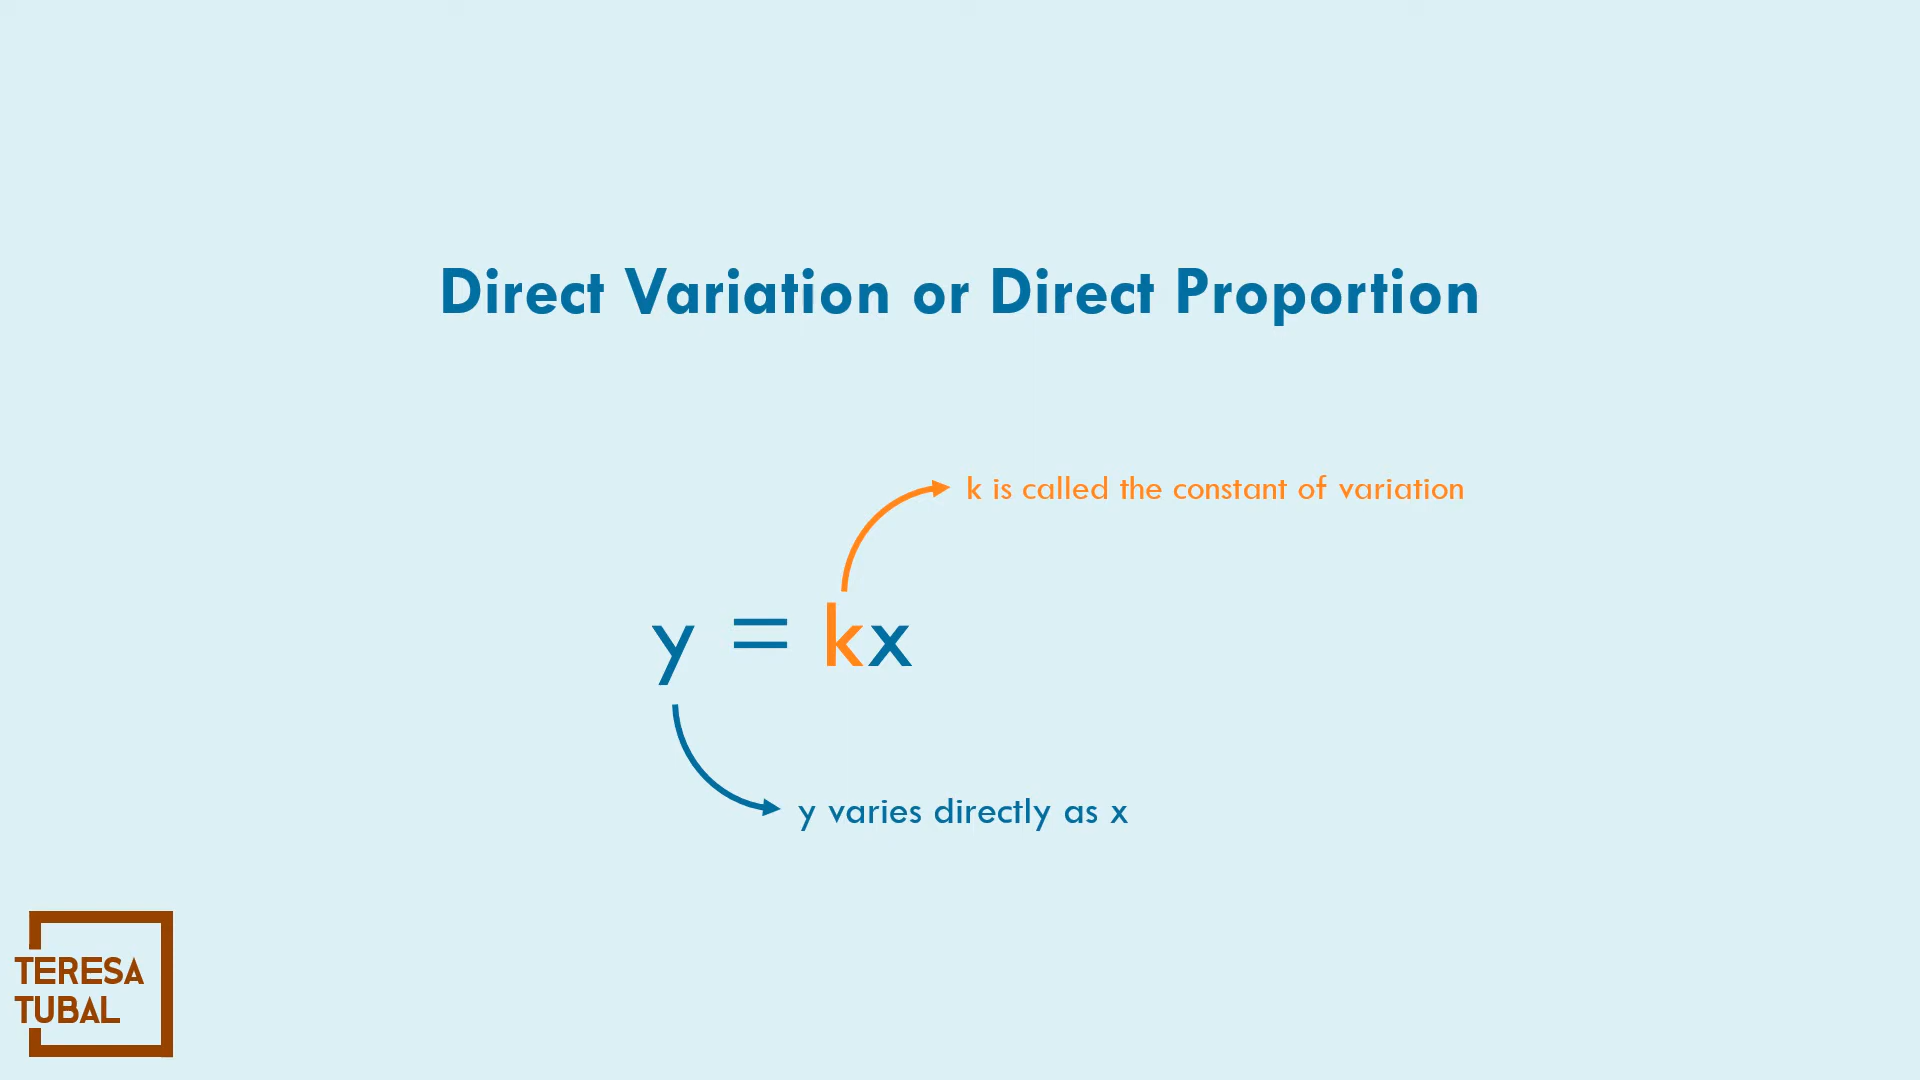 Direct Variation or Direct Proportion
k is called the constant of variation
y = kx
y varies directly as x
TERESA
TUBAL